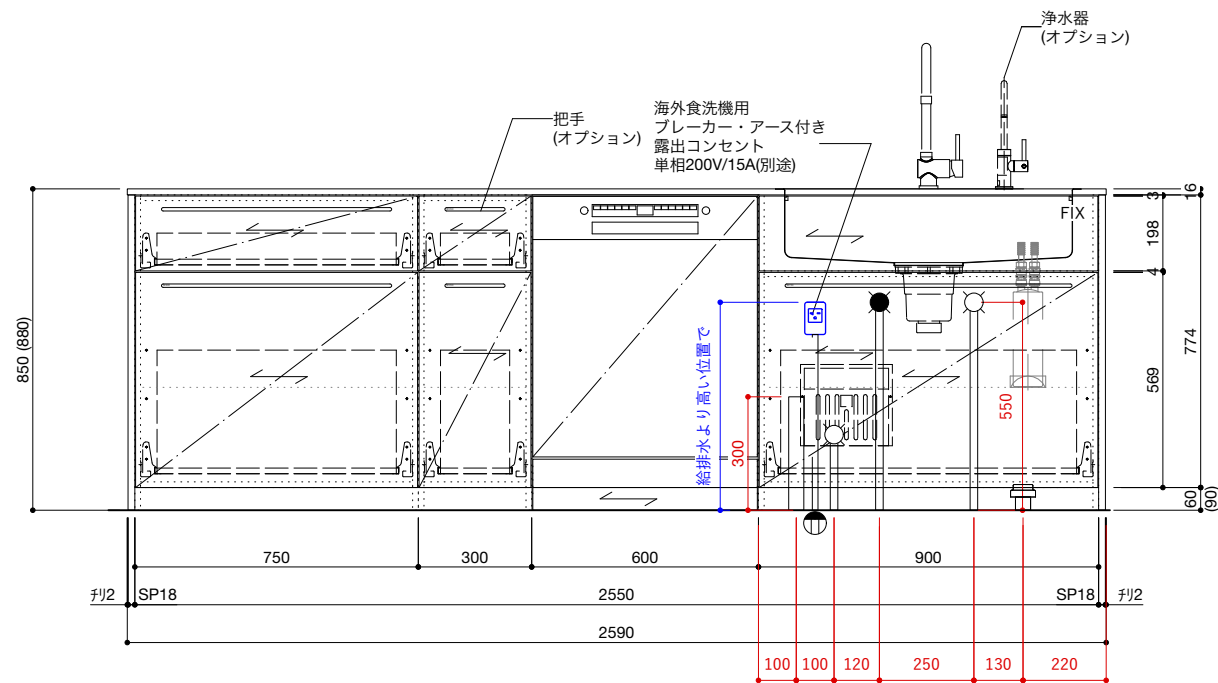 浄水器
(オプション)
海外食洗機用
ブレーカー・アース付き
露出コンセント
単相200V/15A(別途)
把手
(オプション)
FIX
850 (880)
給排水より高い位置で
300
550
16
3
198
4
569
774
60
(90)
750
300
600
900
ﾁﾘ2
SP18
2550
SP18
ﾁﾘ2
2590
100
100
120
250
130
220